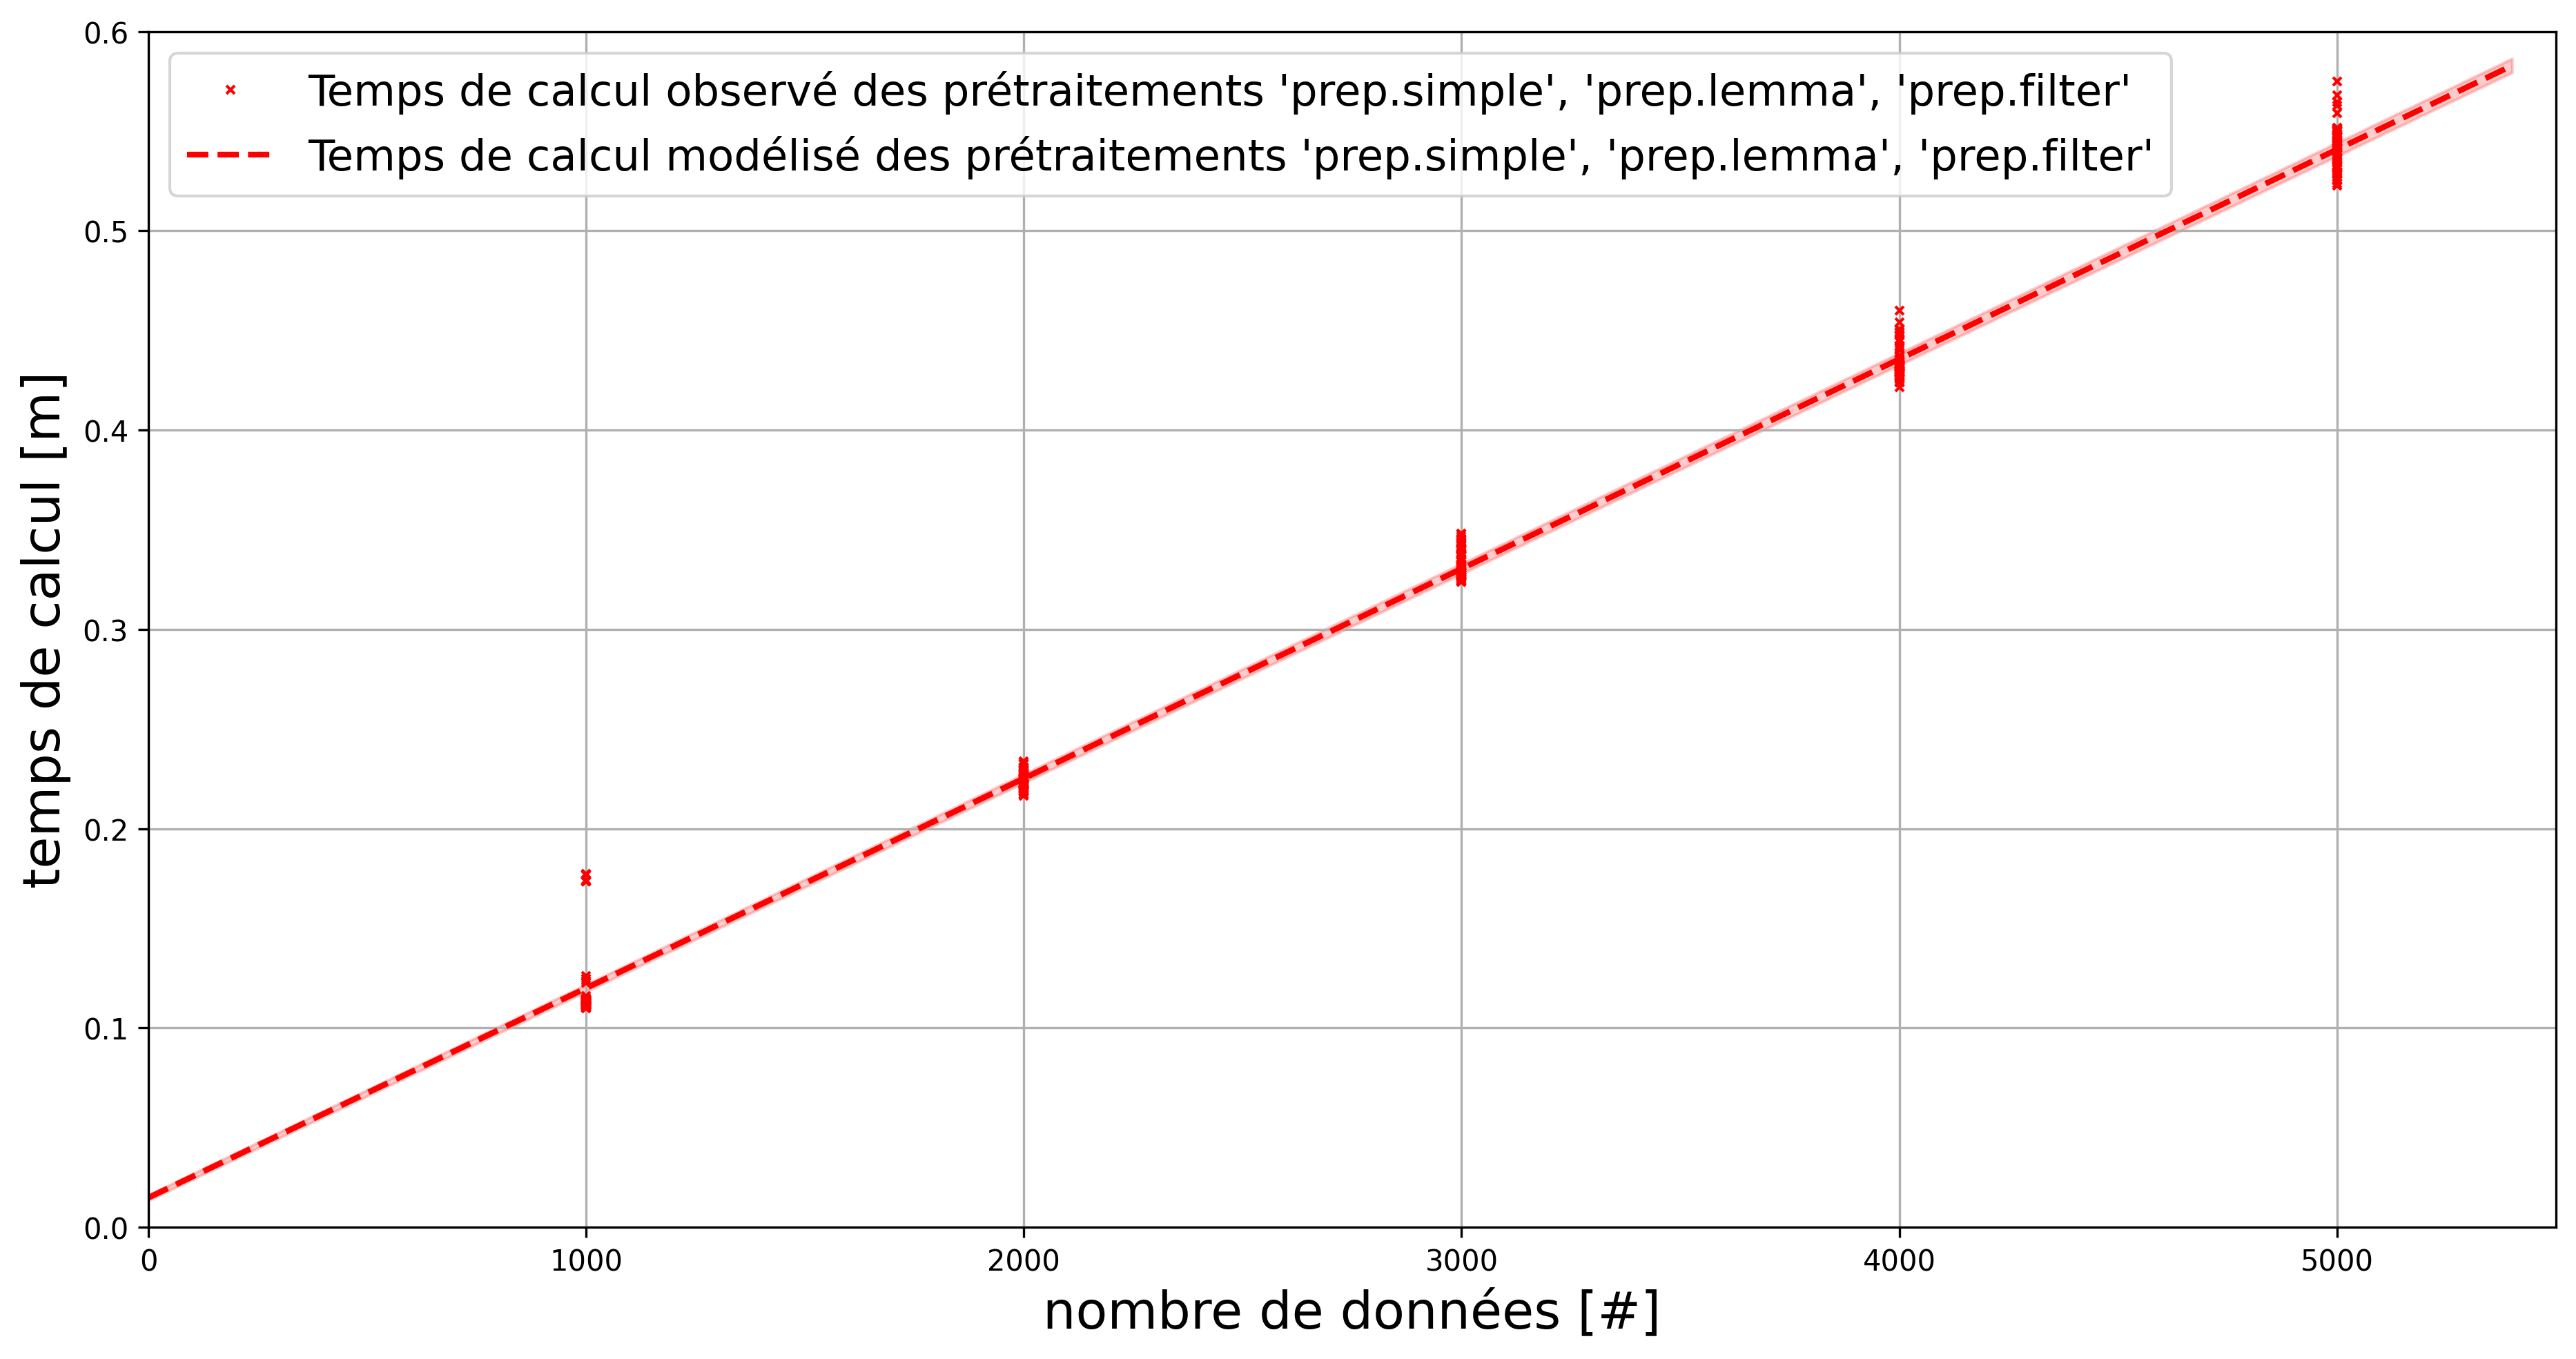 Temps de calcul observé des prétraitements 'prep.simple', 'prep.lemma', 'prep.filter'
Temps de calcul modélisé des prétraitements 'prep.simple', 'prep.lemma', 'prep.filter'
temps de calcul [m]
0.6
0.5
0.4
0.3
0.2
0.1
0.0
0 1000 2000 3000 4000 5000
nombre de données [#]